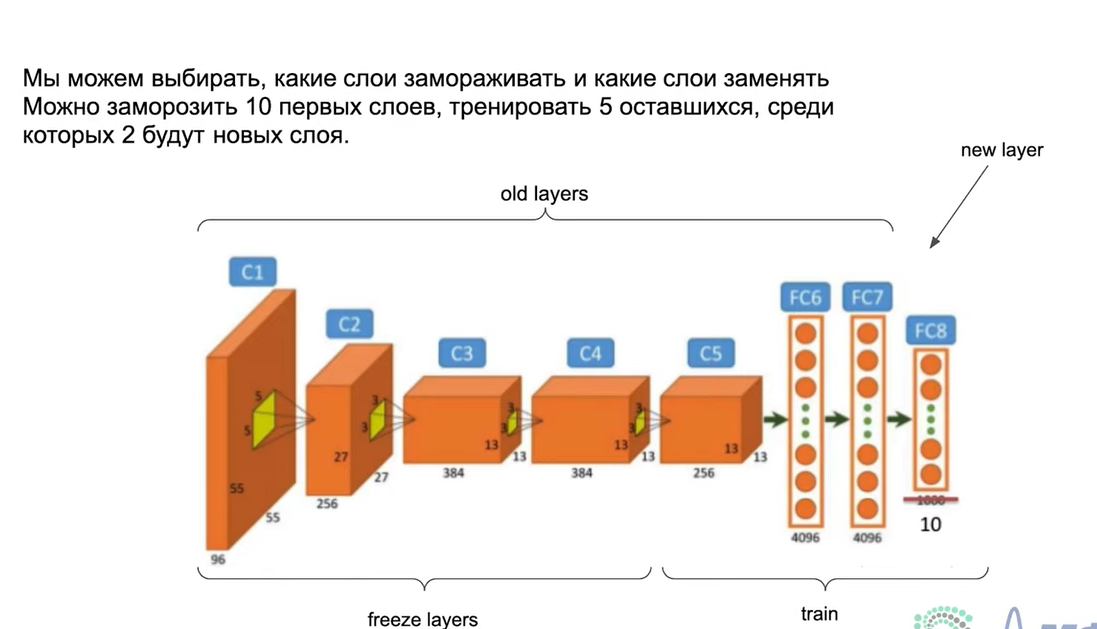 Мы можем выбирать, какие слои замораживать и какие слои заменять
Можно заморозить 10 первых слоев, тренировать 5 оставшихся, среди
которых 2 будут новых слоя.
new layer
old layers
C1
C2
C3
C4
C5
FC6
FC7
FC8
5
5
3
3
3
3
3
3
55
55
27
27
13
13
13
13
13
13
96
256
384
384
256
4096
4096
1000
10
freeze layers
train